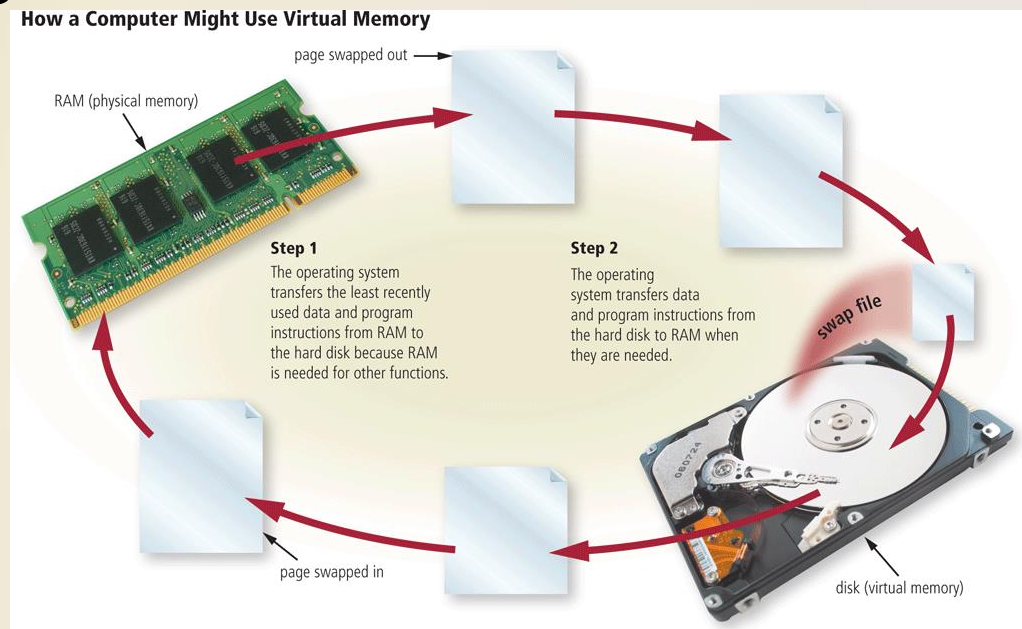 How a Computer Might Use Virtual Memory
page swapped out
RAM (physical memory)
Step 1
The operating system
transfers the least recently
used data and program
instructions from RAM to
the hard disk because RAM
is needed for other functions.
Step 2
The operating
system transfers data
and program instructions from
the hard disk to RAM when
they are needed.
swap file
080724
page swapped in
disk (virtual memory)